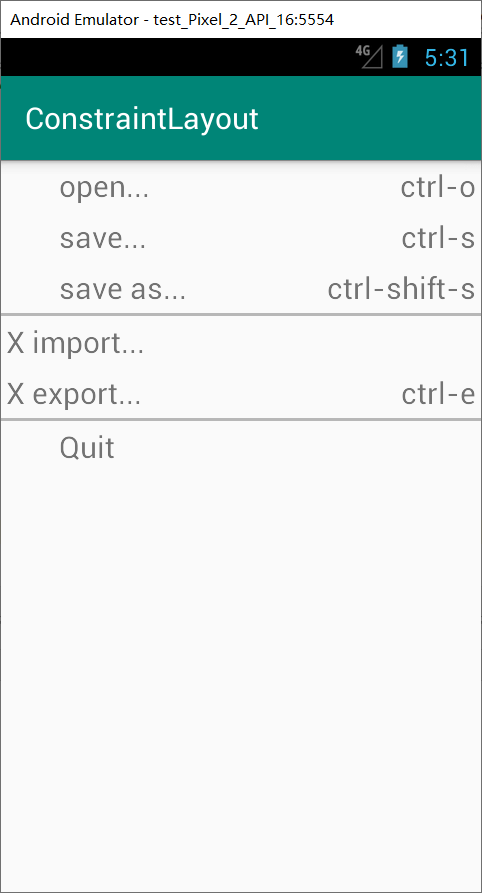 Android Emulator - test_Pixel_2_API_16:5554
4G 5:31
ConstraintLayout
open... ctrl-o
save... ctrl-s
save as... ctrl-shift-s
X import...
X export... ctrl-e
Quit